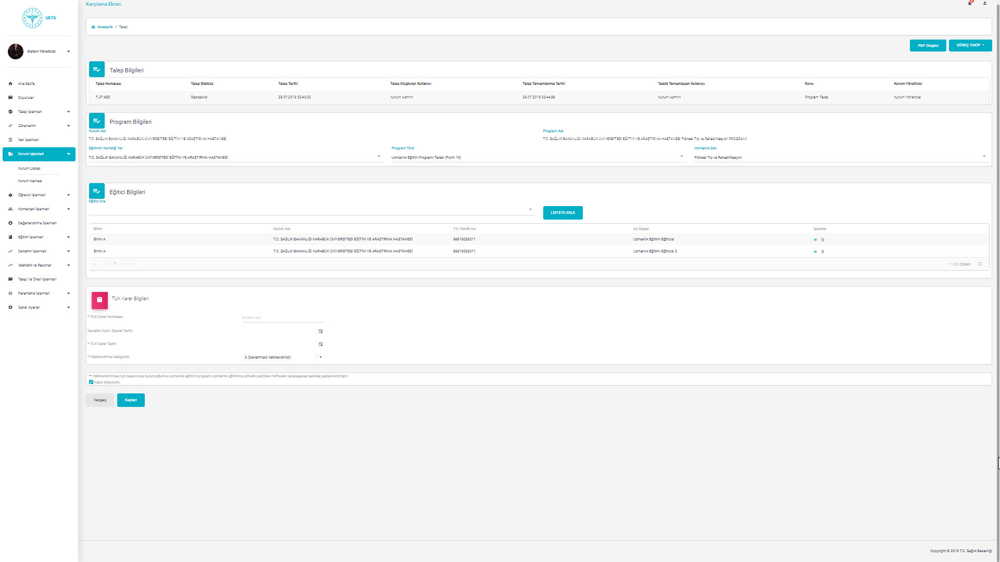 Karşılama Ekranı
UETS
Anasayfa / Talep
Sistem Yöneticisi
PDF Oluştur
SÜREÇ TAKİP
Talep Bilgileri
Talep Numarası Talep Statüsü Talep Tarihi Talep Oluşturan Kullanıcı Talep Tamamlanma Tarihi Talebi Tamamlayan Kullanıcı Konu Kurum Yöneticisi
TLP1683 Reddedildi 29.07.2019 02:40:22 Kurum Admini 29.07.2019 02:44:56 Kurum Admini Program Talep Kurum Yöneticisi
Ana Sayfa
Duyurular
Talep İşlemleri
Görevlerim
İlan İşlemleri
Kurum İşlemleri
Kurum Listesi
Kurum Karnesi
Öğrenci İşlemleri
Kontenjan İşlemleri
Değerlendirme İşlemleri
Eğitim İşlemleri
Denetim İşlemleri
İstatistik ve Raporlar
Talep Ve Öneri İşlemleri
Parametre İşlemleri
Genel Ayarlar
Program Bilgileri
Kurum Adı Program Adı
T.C. SAĞLIK BAKANLIĞI KARABÜK ÜNİVERSİTESİ EĞİTİM VE ARAŞTIRMA HASTANESİ T.C. SAĞLIK BAKANLIĞI KARABÜK ÜNİVERSİTESİ EĞİTİM VE ARAŞTIRMA HASTANESİ Fiziksel Tıp ve Rehabilitasyon PROGRAMI
Eğitimin Verildiği Yer Program Türü Uzmanlık Dalı
T.C. SAĞLIK BAKANLIĞI KARABÜK ÜNİVERSİTESİ EĞİTİM VE ARAŞTIRMA HASTANESİ Uzmanlık Eğitim Programı Talebi (Form 19) Fiziksel Tıp ve Rehabilitasyon
Eğitici Bilgileri
Eğitici Ara
LİSTEYE EKLE
Birim Kurum Adı T.C. Kimlik No Ad Soyad İşlemler
Birim A T.C. SAĞLIK BAKANLIĞI KARABÜK ÜNİVERSİTESİ EĞİTİM VE ARAŞTIRMA HASTANESİ 56818026311 Uzmanlık Eğitimi Eğiticisi
Birim A T.C. SAĞLIK BAKANLIĞI KARABÜK ÜNİVERSİTESİ EĞİTİM VE ARAŞTIRMA HASTANESİ 56818026311 Uzmanlık Eğitimi Eğiticisi 2
1 1 - 2 2 öğeleri
TUK Karar Bilgileri
* TUK Karar Numarası Bildirim Adı
Denetim Kom. Ziyaret Tarihi
* TUK Karar Tarihi
* Yetkilendirme Kategorisi 2 (Denetimsiz Yetkilendirildi)
** Yetkilendirilmesi için başvuruda bulunduğumuz uzmanlık eğitimi programı uzmanlık eğitimine yönelik çekirdek müfredatı karşılayacak şekilde yapılandırılmıştır.
Kabul Ediyorum.
Vazgeç Kaydet
Copyright © 2019 T.C. Sağlık Bakanlığı